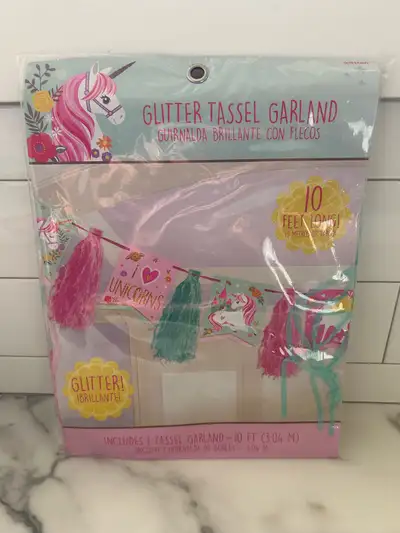 GLITTER TASSEL GARLAND
GUIRNALDA BRILLANTE CON FLECOS
10
FEET LONG!
I
UNICORNS
GLITTER!
¡BRILLANTE!
INCLUDES 1 TASSEL GARLAND - 10 FT (3.04 M)